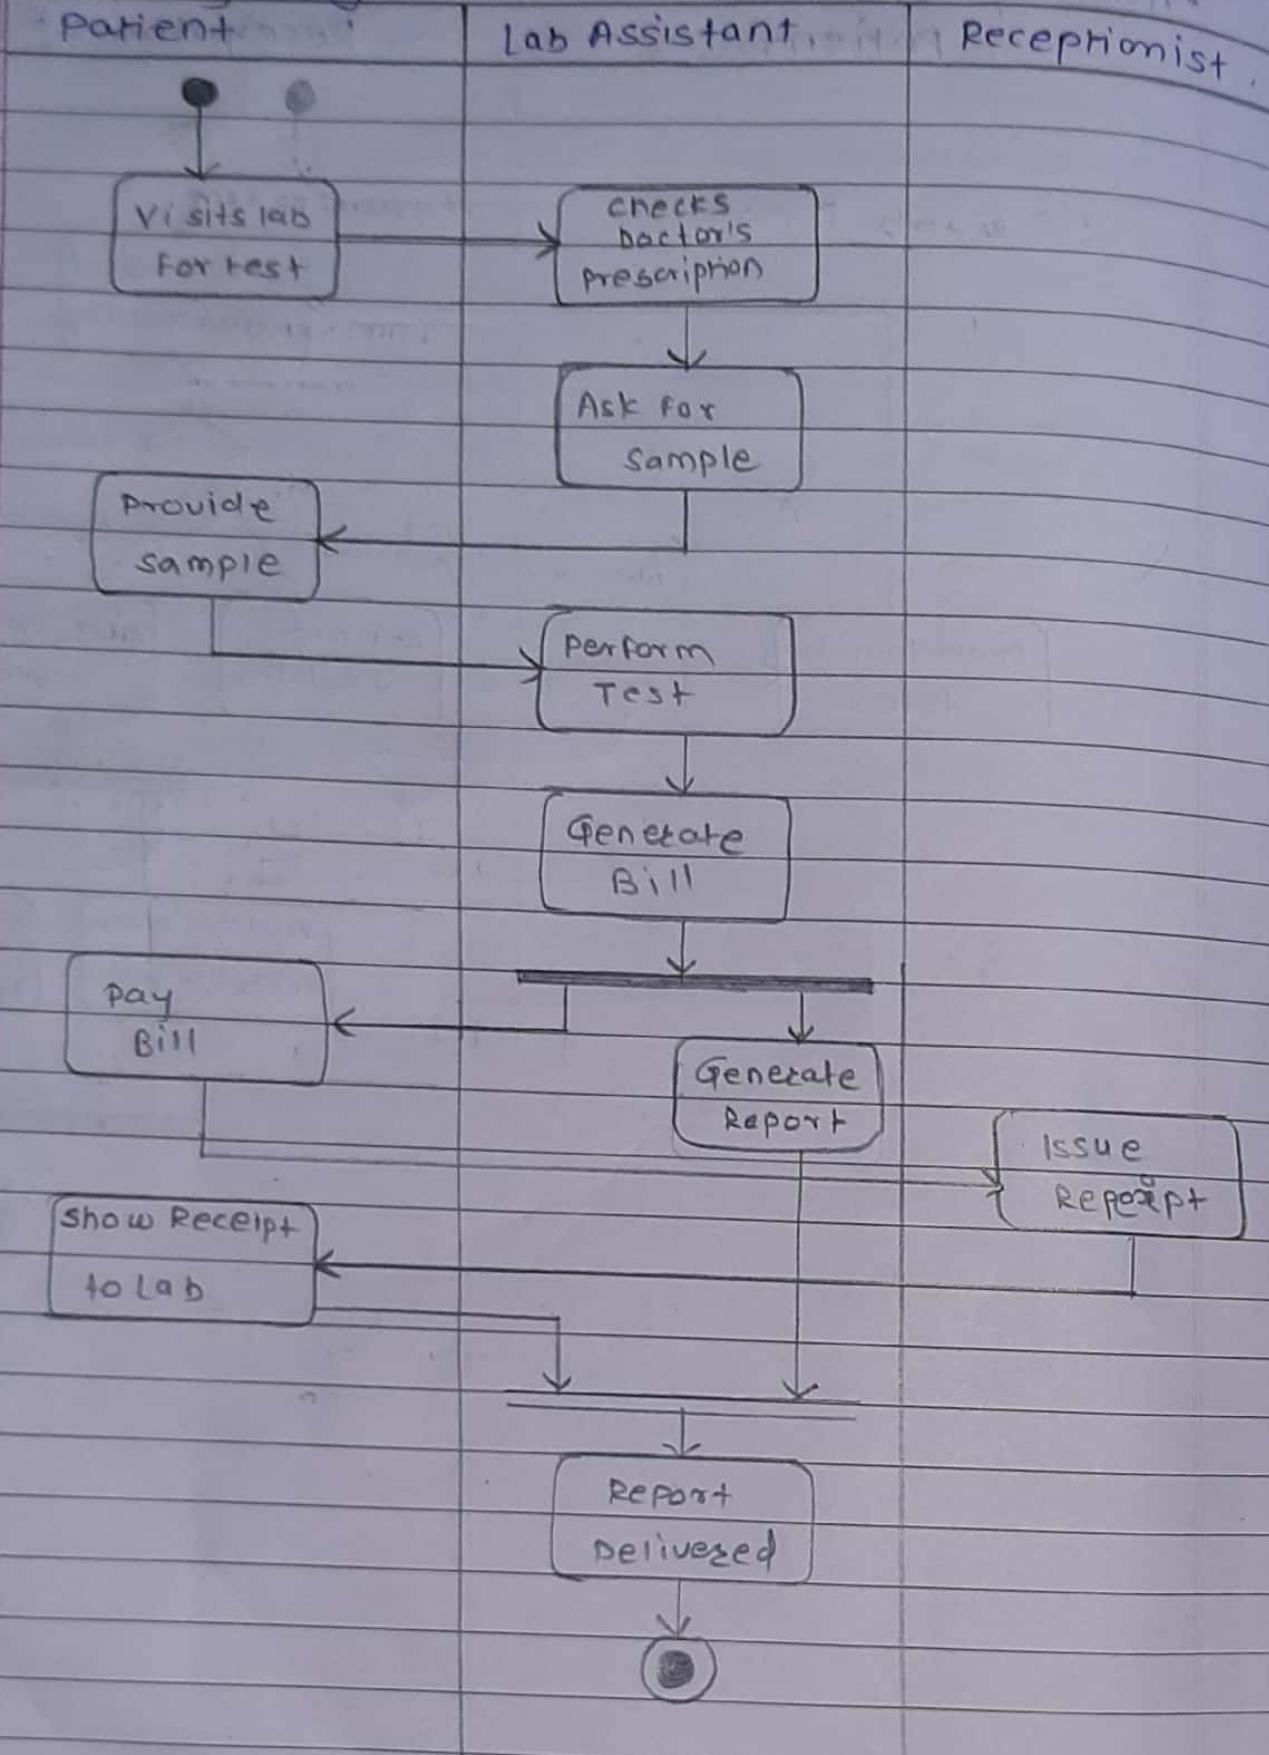 Patient
Lab Assistant
Receptionist
Visits lab
For test
Checks
Doctor's
Prescription
Ask For
Sample
Provide
Sample
Perform
Test
Generate
Bill
Pay
Bill
Generate
Report
Issue
Show Receipt
to Lab
Report
Delivered